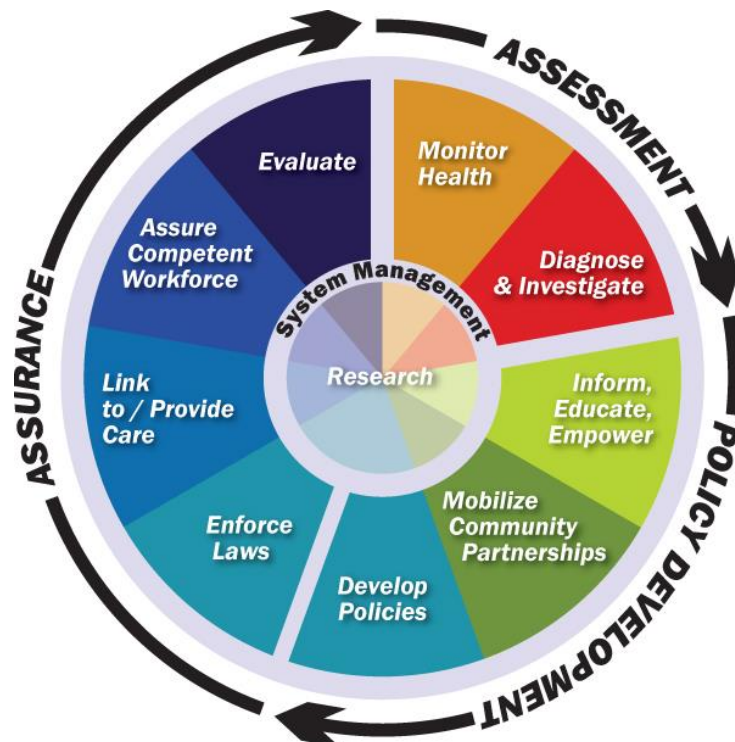 ASSESSMENT
Monitor
Health
Diagnose
& Investigate
POLICY DEVELOPMENT
Inform,
Educate,
Empower
Mobilize
Community
Partnerships
Develop
Policies
ASSURANCE
Enforce
Laws
Link
to / Provide
Care
Assure
Competent
Workforce
Evaluate
System Management
Research